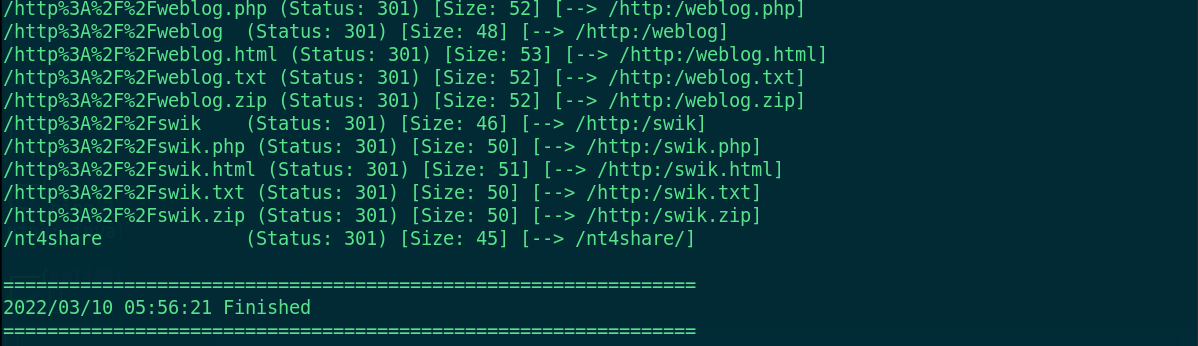 /http%3A%2F%2Fweblog.php (Status: 301) [Size: 52] [--> /http:/weblog.php]
/http%3A%2F%2Fweblog  (Status: 301) [Size: 48] [--> /http:/weblog]
/http%3A%2F%2Fweblog.html (Status: 301) [Size: 53] [--> /http:/weblog.html]
/http%3A%2F%2Fweblog.txt (Status: 301) [Size: 52] [--> /http:/weblog.txt]
/http%3A%2F%2Fweblog.zip (Status: 301) [Size: 52] [--> /http:/weblog.zip]
/http%3A%2F%2Fswik    (Status: 301) [Size: 46] [--> /http:/swik]
/http%3A%2F%2Fswik.php (Status: 301) [Size: 50] [--> /http:/swik.php]
/http%3A%2F%2Fswik.html (Status: 301) [Size: 51] [--> /http:/swik.html]
/http%3A%2F%2Fswik.txt (Status: 301) [Size: 50] [--> /http:/swik.txt]
/http%3A%2F%2Fswik.zip (Status: 301) [Size: 50] [--> /http:/swik.zip]
/nt4share             (Status: 301) [Size: 45] [--> /nt4share/]
===============================================================
2022/03/10 05:56:21 Finished
===============================================================